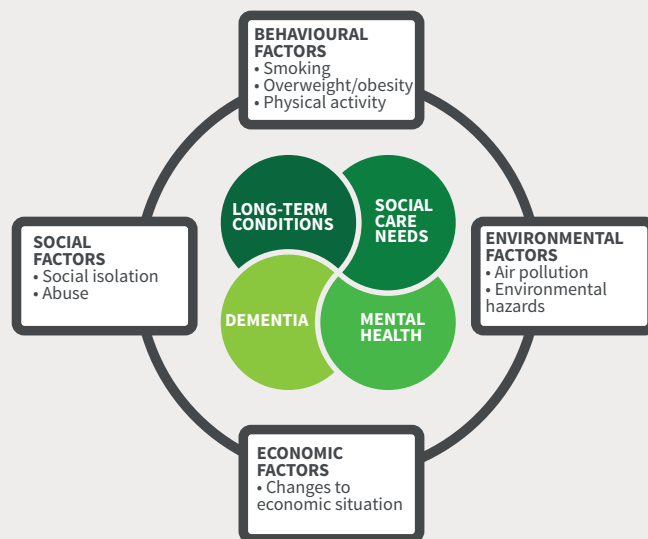 BEHAVIOURAL
FACTORS
• Smoking
• Overweight/obesity
• Physical activity
LONG-TERM
CONDITIONS
SOCIAL
CARE
NEEDS
SOCIAL
FACTORS
• Social isolation
• Abuse
ENVIRONMENTAL
FACTORS
• Air pollution
• Environmental
hazards
DEMENTIA
MENTAL
HEALTH
ECONOMIC
FACTORS
• Changes to
economic situation